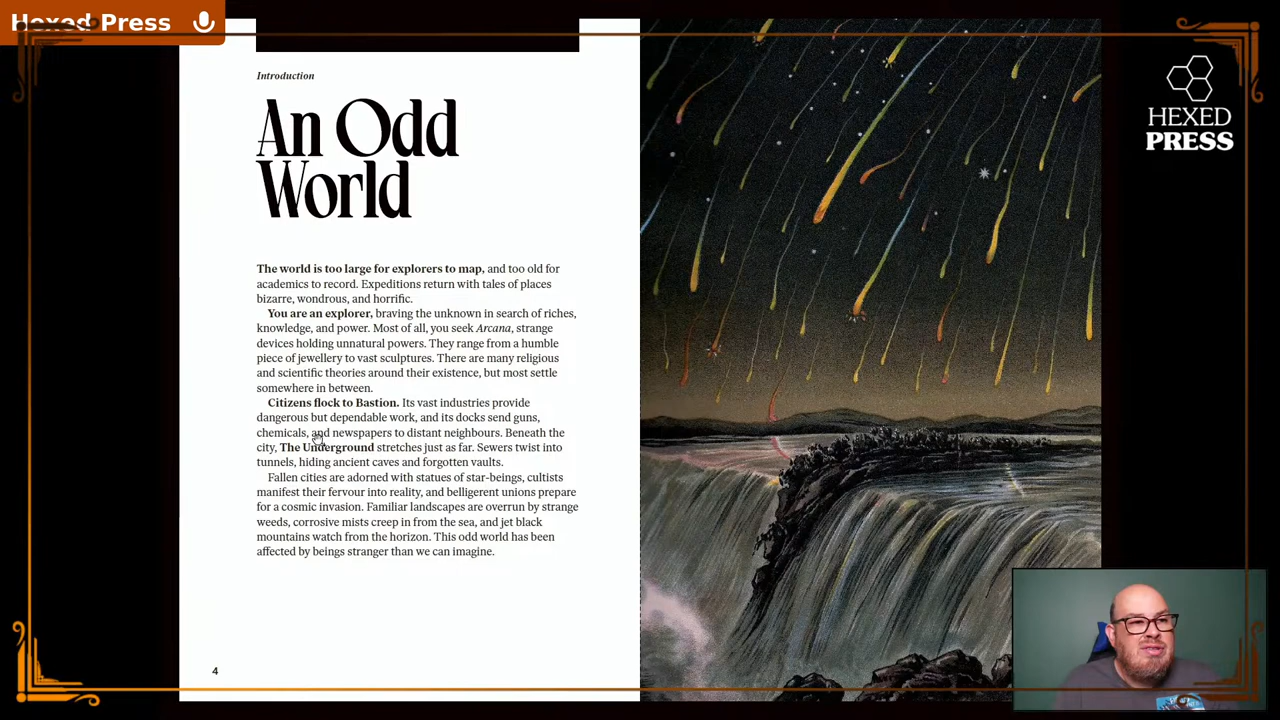 Hexed Press
HEXED
PRESS
Introduction
An Odd
World
The world is too large for explorers to map, and too old for
academics to record. Expeditions return with tales of places
bizarre, wondrous, and horrific.
You are an explorer, braving the unknown in search of riches,
knowledge, and power. Most of all, you seek Arcana, strange
devices holding unnatural powers. They range from a humble
piece of jewellery to vast sculptures. There are many religious
and scientific theories around their existence, but most settle
somewhere in between.
Citizens flock to Bastion. Its vast industries provide
dangerous but dependable work, and its docks send guns,
chemicals, and newspapers to distant neighbours. Beneath the
city, The Underground stretches just as far. Sewers twist into
tunnels, hiding ancient caves and forgotten vaults.
Fallen cities are adorned with statues of star-beings, cultists
manifest their fervour into reality, and belligerent unions prepare
for a cosmic invasion. Familiar landscapes are overrun by strange
weeds, corrosive mists creep in from the sea, and jet black
mountains watch from the horizon. This odd world has been
affected by beings stranger than we can imagine.
4